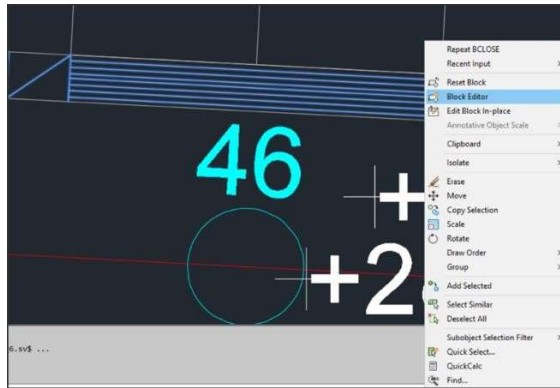 46
+
+2
6.sv$ ...
Repeat BCLOSE
Recent Input
Reset Block
Block Editor
Edit Block In-place
Annotative Object Scale
Clipboard
Isolate
Erase
Move
Copy Selection
Scale
Rotate
Draw Order
Group
Add Selected
Select Similar
Deselect All
Subobject Selection Filter
Quick Select...
QuickCalc
Find...